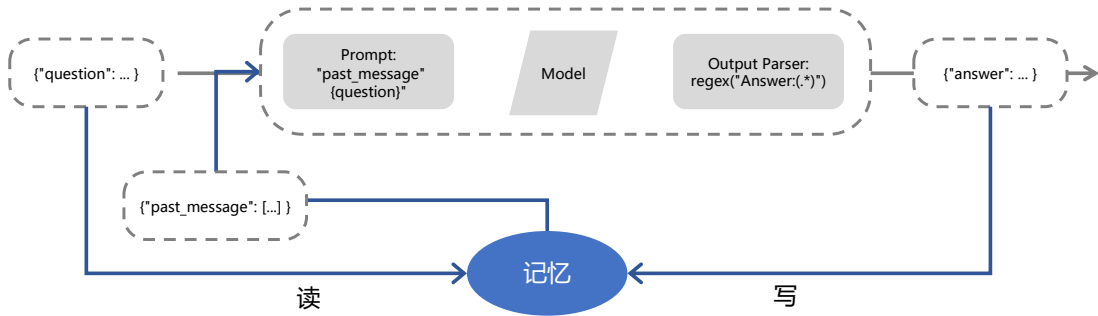 {"question": ... }
Prompt:
"past_message"
{question}"
Model
Output Parser:
regex("Answer:(.*)")
{"answer": ... }
{"past_message": [...] }
记忆
读
写